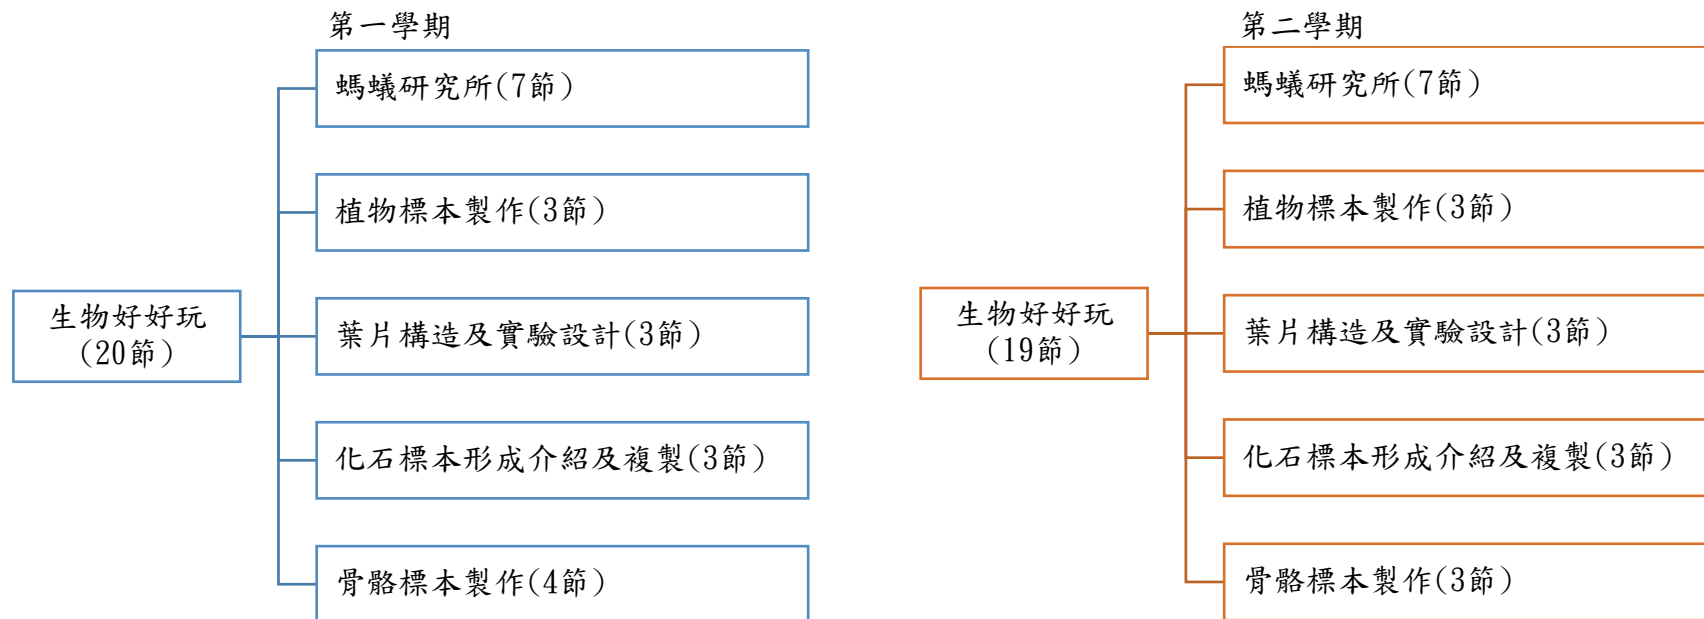 第一學期
螞蟻研究所(7節)
植物標本製作(3節)
生物好好玩
(20節)
葉片構造及實驗設計(3節)
化石標本形成介紹及複製(3節)
骨骼標本製作(4節)
第二學期
螞蟻研究所(7節)
植物標本製作(3節)
生物好好玩
(19節)
葉片構造及實驗設計(3節)
化石標本形成介紹及複製(3節)
骨骼標本製作(3節)